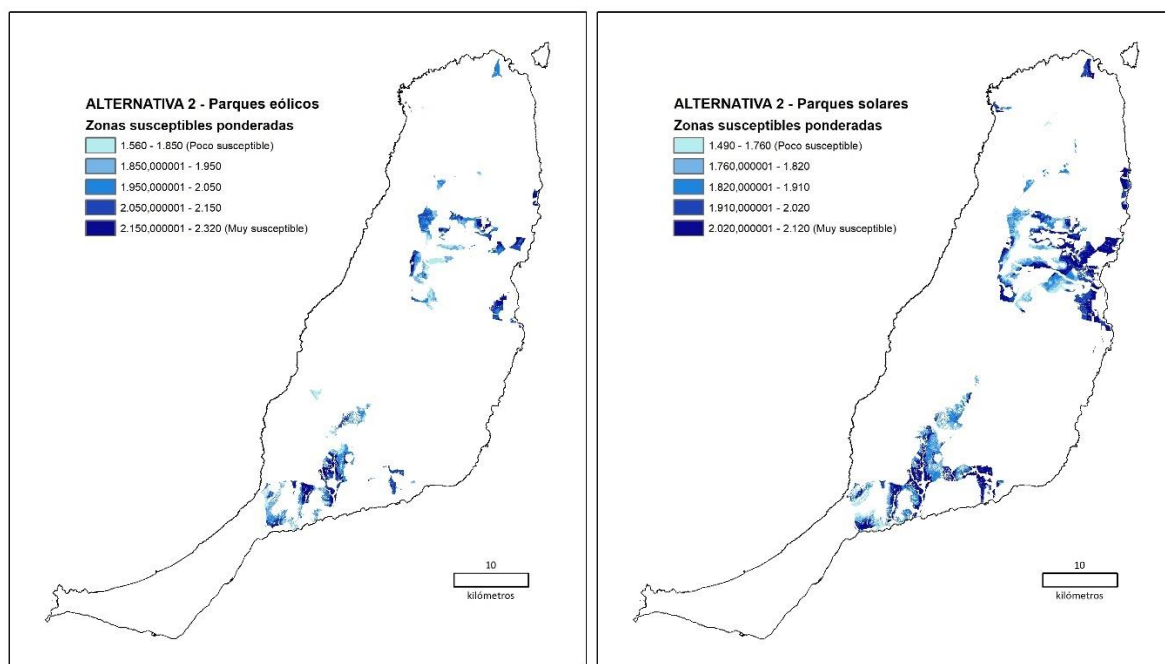 ALTERNATIVA 2 - Parques eólicos
Zonas susceptibles ponderadas
1.560 - 1.850 (Poco susceptible)
1.850,000001 - 1.950
1.950,000001 - 2.050
2.050,000001 - 2.150
2.150,000001 - 2.320 (Muy susceptible)
10
kilómetros
ALTERNATIVA 2 - Parques solares
Zonas susceptibles ponderadas
1.490 - 1.760 (Poco susceptible)
1.760,000001 - 1.820
1.820,000001 - 1.910
1.910,000001 - 2.020
2.020,000001 - 2.120 (Muy susceptible)
10
kilómetros